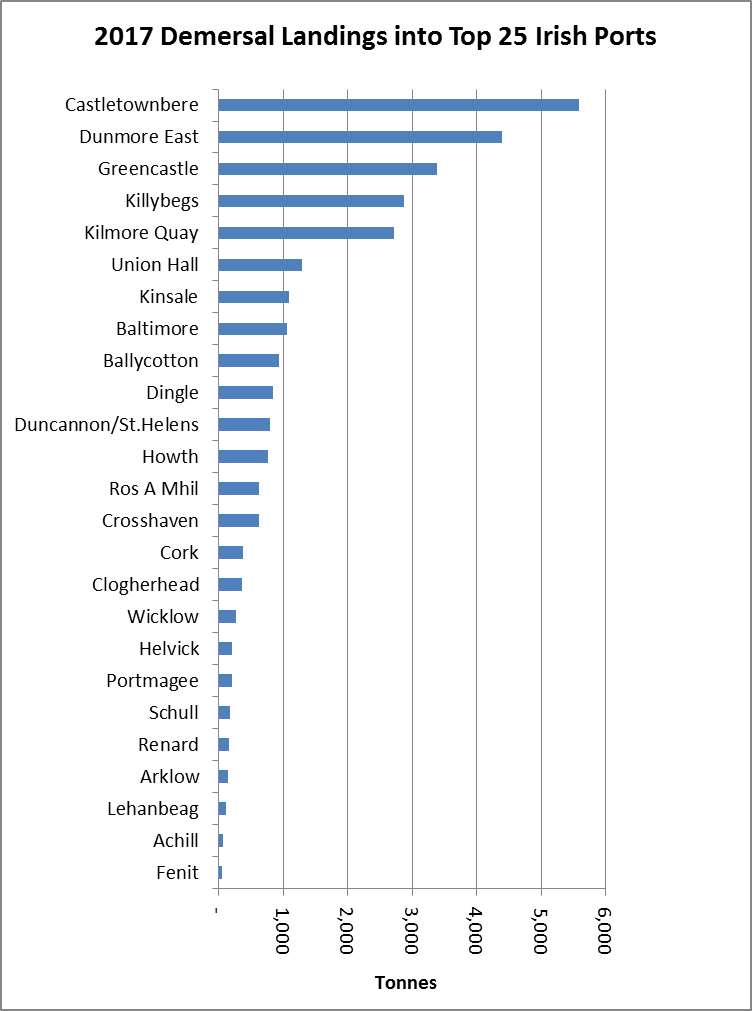 2017 Demersal Landings into Top 25 Irish Ports
Castletownbere
Dunmore East
Greencastle
Killybegs
Kilmore Quay
Union Hall
Kinsale
Baltimore
Ballycotton
Dingle
Duncannon/St.Helens
Howth
Ros A Mhil
Crosshaven
Cork
Clogherhead
Wicklow
Helvick
Portmagee
Schull
Renard
Arklow
Lehanbeag
Achill
Fenit
-
1,000
2,000
3,000
4,000
5,000
6,000
Tonnes